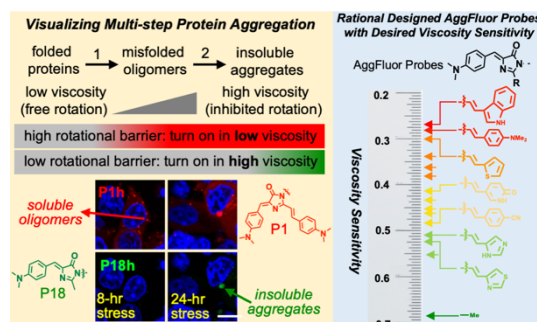 Visualizing Multi-step Protein Aggregation
folded
proteins
1
misfolded
oligomers
2
insoluble
aggregates
low viscosity
(free rotation)
high viscosity
(inhibited rotation)
high rotational barrier: turn on in low viscosity
low rotational barrier: turn on in high viscosity
soluble
oligomers
P1h
P1
P18
P18h
8-hr
stress
24-hr
stress
insoluble
aggregates
Rational Designed AggFluor Probes
with Desired Viscosity Sensitivity
AggFluor Probes
R
Viscosity Sensitivity
0.2
0.3
0.4
0.5
0.6
NMe₂
Me